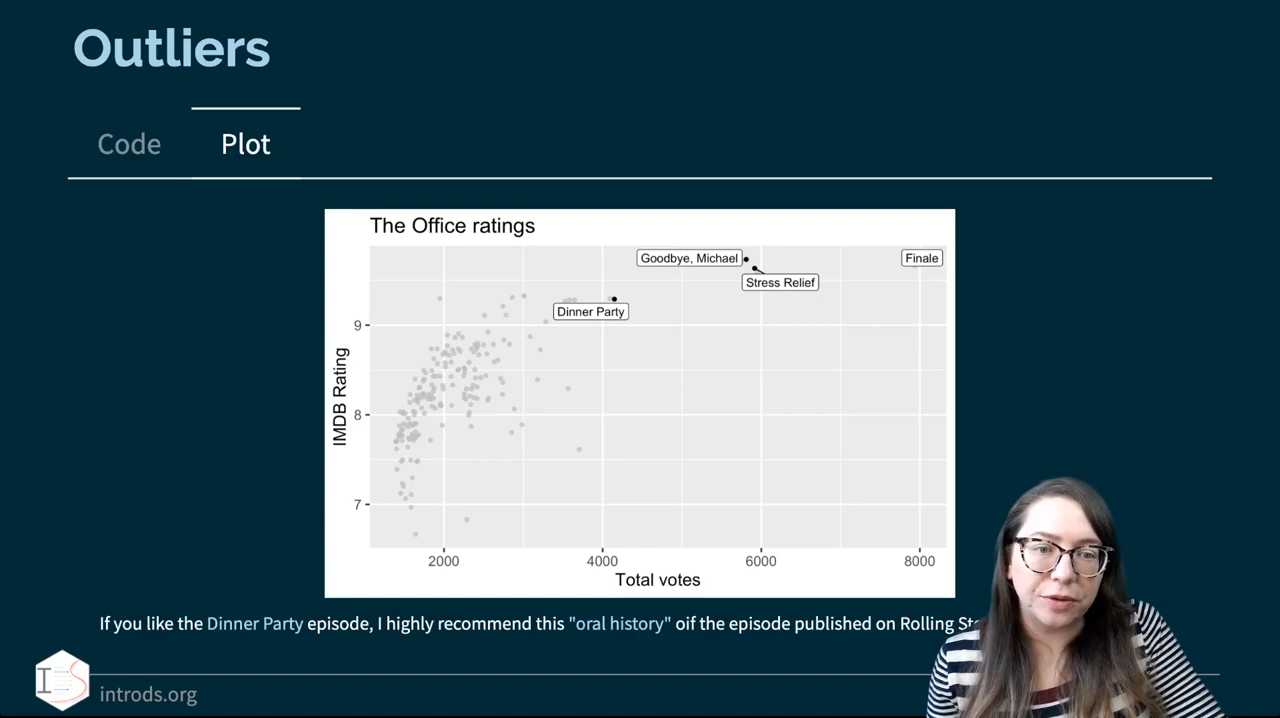 Outliers
Code
Plot
The Office ratings
Goodbye, Michael
Finale
Stress Relief
Dinner Party
9
8
7
IMDB Rating
2000
4000
6000
8000
Total votes
If you like the Dinner Party episode, I highly recommend this "oral history" oif the episode published on Rolling
introds.org